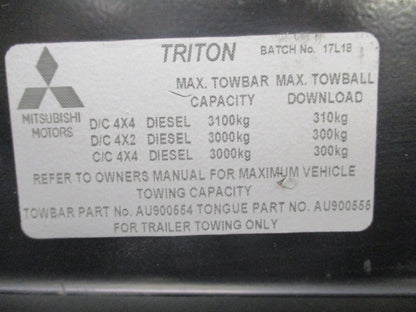 TRITON BATCH No. 17L18
MAX. TOWBAR MAX. TOWBALL
CAPACITY DOWNLOAD
MITSUBISHI
MOTORS
D/C 4X4 DIESEL 3100kg 310kg
D/C 4X2 DIESEL 3000kg 300kg
C/C 4X4 DIESEL 3000kg 300kg
REFER TO OWNERS MANUAL FOR MAXIMUM VEHICLE
TOWING CAPACITY
TOWBAR PART No. AU900554 TONGUE PART NO. AU900555
FOR TRAILER TOWING ONLY